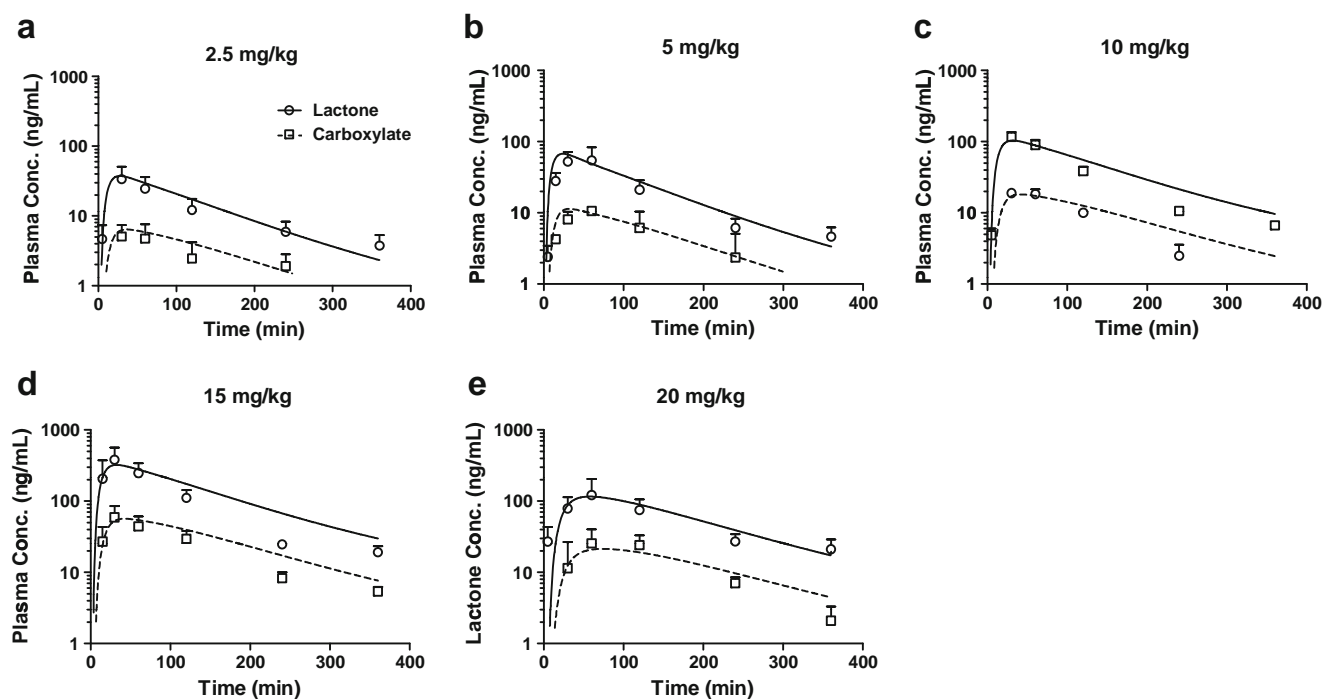 a
2.5 mg/kg
Plasma Conc. (ng/mL)
1000
100
10
1
0 100 200 300 400
Time (min)
Lactone
Carboxylate
b
5 mg/kg
Plasma Conc. (ng/mL)
1000
100
10
1
0 100 200 300 400
Time (min)
c
10 mg/kg
Plasma Conc. (ng/mL)
1000
100
10
1
0 100 200 300 400
Time (min)
d
15 mg/kg
Plasma Conc. (ng/mL)
1000
100
10
1
0 100 200 300 400
Time (min)
e
20 mg/kg
Lactone Conc. (ng/mL)
1000
100
10
1
0 100 200 300 400
Time (min)